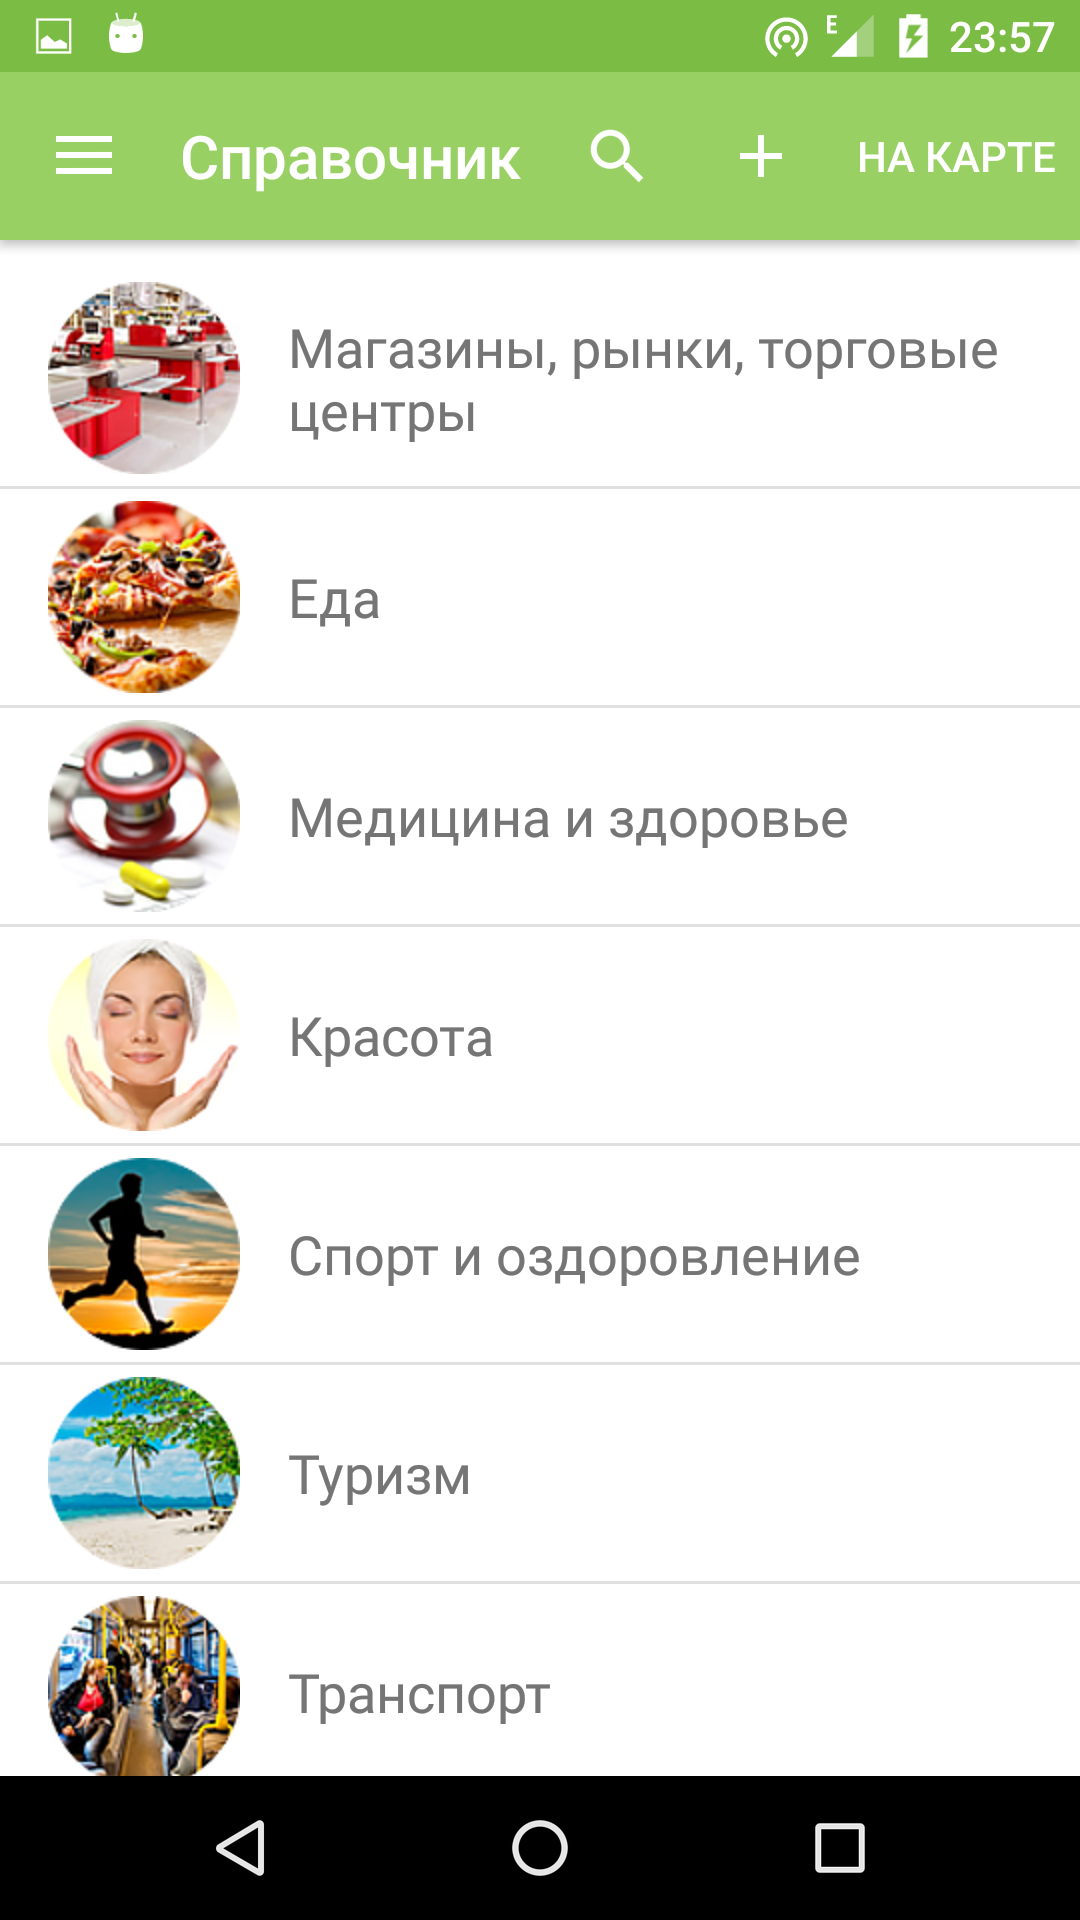 E 23:57
Справочник НА КАРТЕ
Магазины, рынки, торговые
центры
Еда
Медицина и здоровье
Красота
Спорт и оздоровление
Туризм
Транспорт